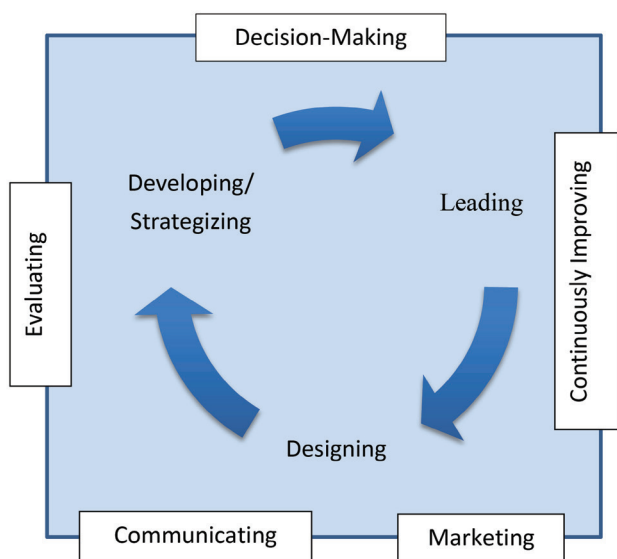 Decision-Making
Developing/
Strategizing
Leading
Evaluating
Continuously Improving
Designing
Communicating
Marketing